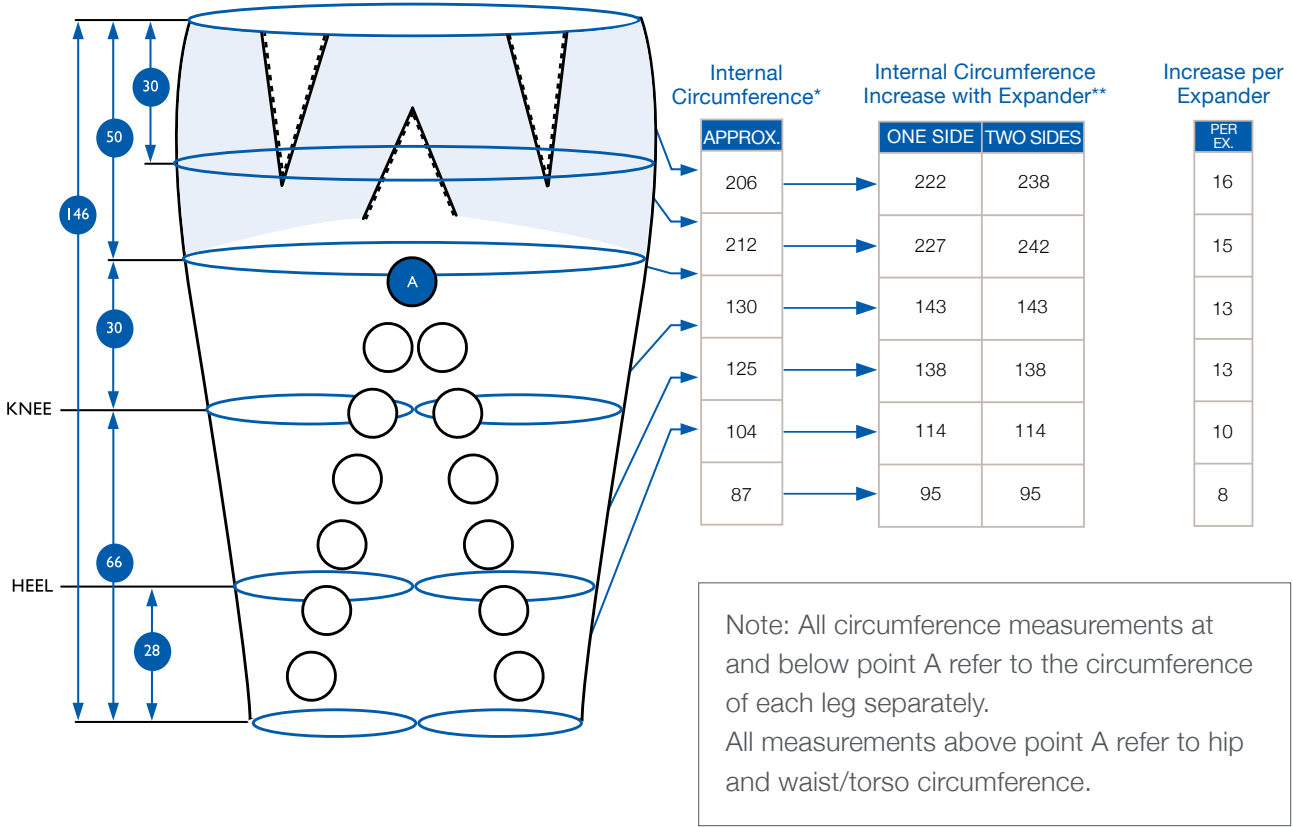 146
50
30
30
66
28
KNEE
HEEL
A
Internal
Circumference*
Internal Circumference
Increase with Expander**
Increase per
Expander
APPROX.
ONE SIDE TWO SIDES
PER
EX.
206 222 238 16
212 227 242 15
130 143 143 13
125 138 138 13
104 114 114 10
87 95 95 8
Note: All circumference measurements at
and below point A refer to the circumference
of each leg separately.
All measurements above point A refer to hip
and waist/torso circumference.